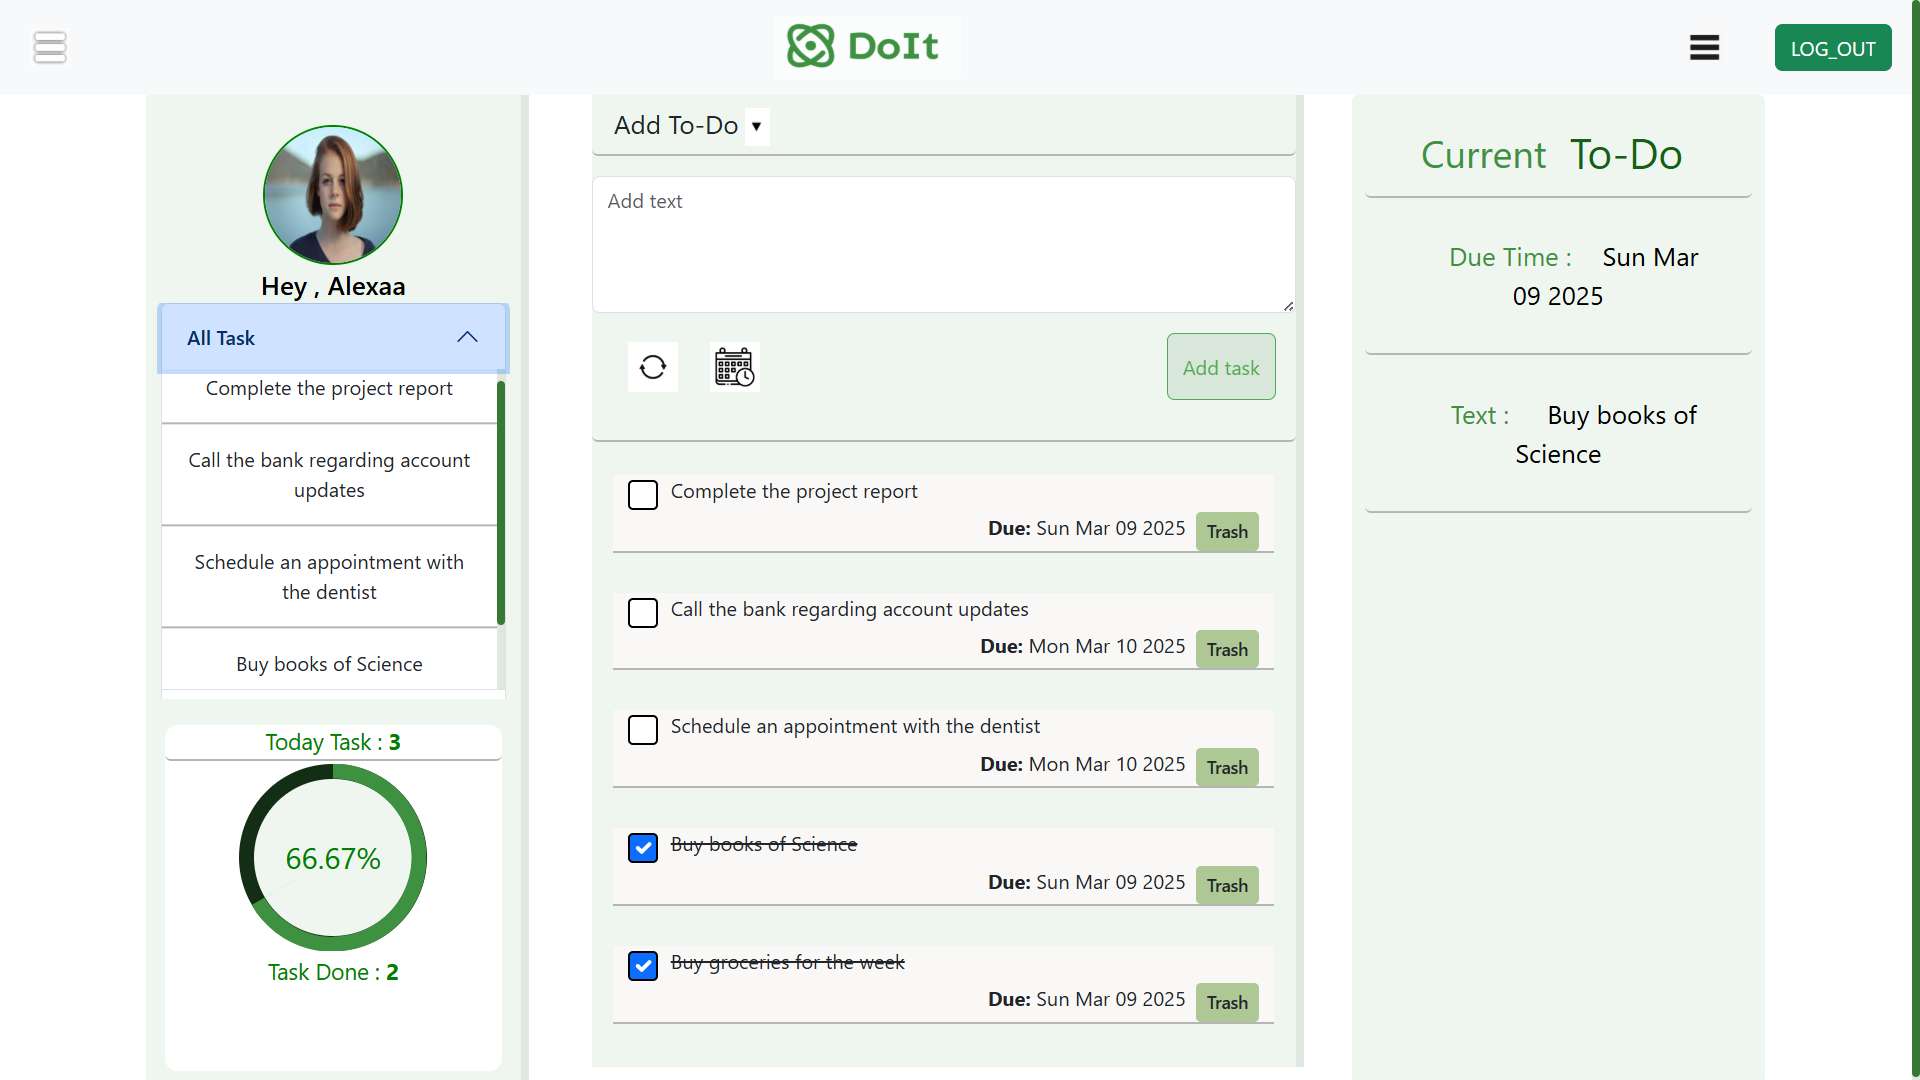 DoIt
LOG_OUT
Hey , Alexaa
All Task
Complete the project report
Call the bank regarding account
updates
Schedule an appointment with
the dentist
Buy books of Science
Today Task : 3
66.67%
Task Done : 2
Add To-Do ▼
Add text
Add task
Complete the project report
Due: Sun Mar 09 2025 Trash
Call the bank regarding account updates
Due: Mon Mar 10 2025 Trash
Schedule an appointment with the dentist
Due: Mon Mar 10 2025 Trash
Buy books of Science
Due: Sun Mar 09 2025 Trash
Buy groceries for the week
Due: Sun Mar 09 2025 Trash
Current To-Do
Due Time : Sun Mar
09 2025
Text : Buy books of
Science